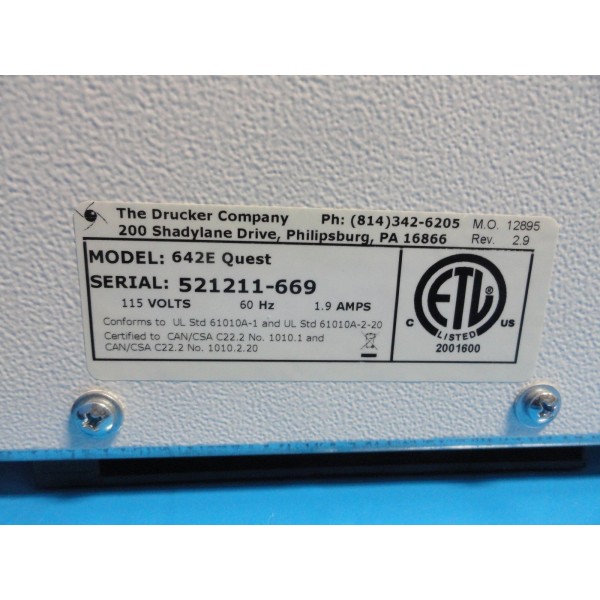 The Drucker Company Ph: (814)342-6205 M.O. 12895
200 Shadylane Drive, Philipsburg, PA 16866 Rev. 2.9
MODEL: 642E Quest
SERIAL: 521211-669
115 VOLTS 60 Hz 1.9 AMPS
Conforms to UL Std 61010A-1 and UL Std 61010A-2-20
Certified to CAN/CSA C22.2 No. 1010.1 and
CAN/CSA C22.2 No. 1010.2.20
ETL
C US
LISTED
2001600